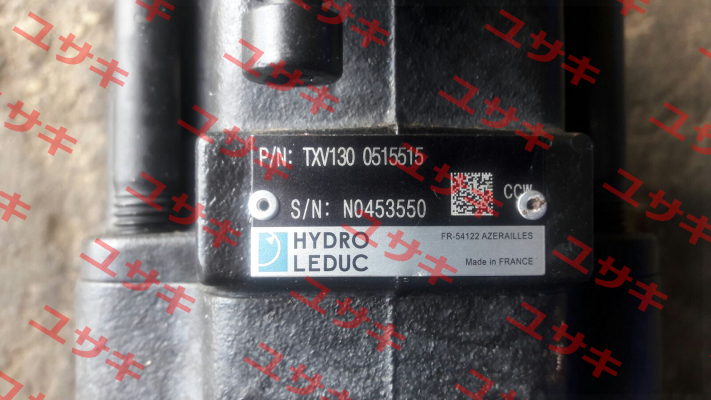 P/N: TXV130 0515515
CCW
S/N: N0453550
HYDRO
LEDUC
FR-54122 AZERAILLES
Made in FRANCE
ユサキ